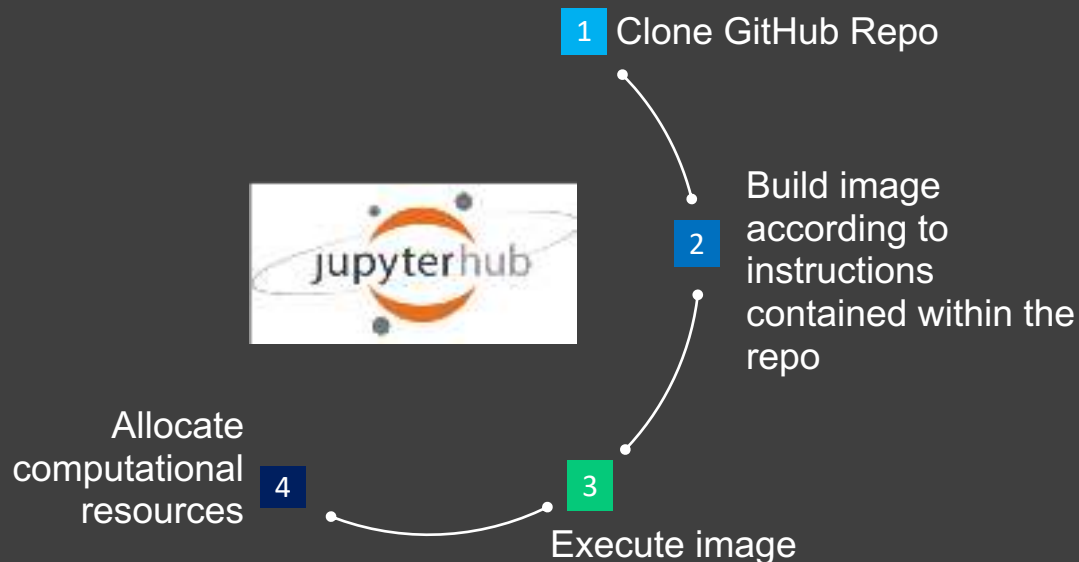 1 Clone GitHub Repo
Build image
according to
2 instructions
contained within the
repo
jupyterhub
Allocate
computational
4 resources
3
Execute image